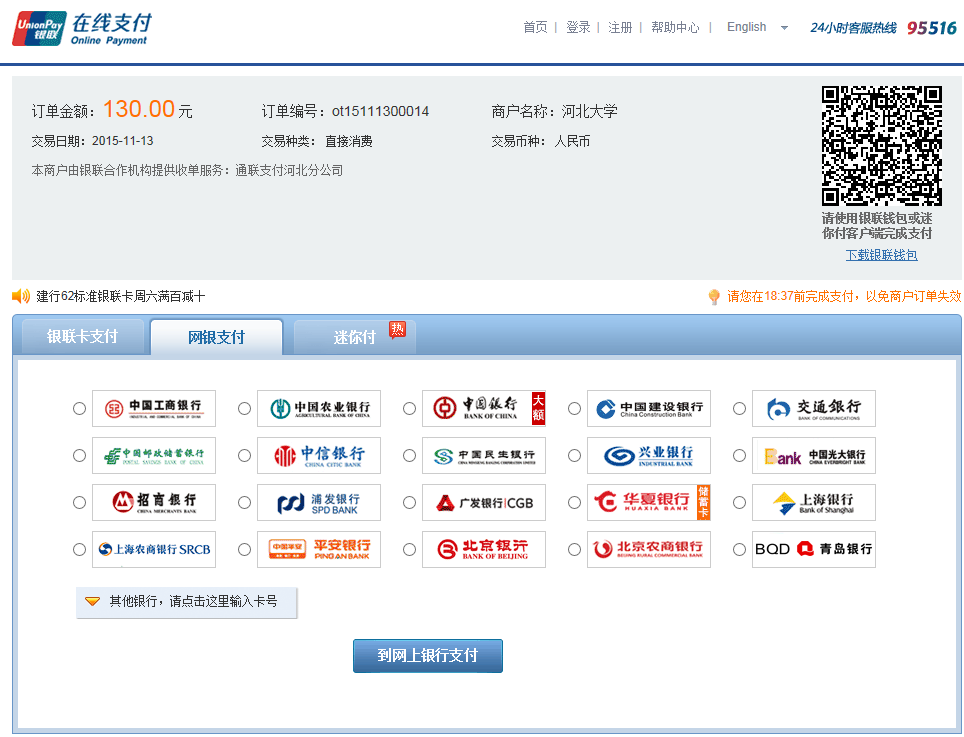 UnionPay 银联 在线支付 Online Payment
首页 | 登录 | 注册 | 帮助中心 | English 24小时客服热线 95516
订单金额：130.00元 订单编号：ot15111300014 商户名称：河北大学
交易日期：2015-11-13 交易种类：直接消费 交易币种：人民币
本商户由银联合作机构提供收单服务：通联支付河北分公司
请使用银联钱包或迷
你付客户端完成支付
下载银联钱包
建行62标准银联卡周六满百减十 请您在18:37前完成支付，以免商户订单失效
银联卡支付 网银支付 迷你付 热
中国工商银行 INDUSTRIAL AND COMMERCIAL BANK OF CHINA
中国农业银行 AGRICULTURAL BANK OF CHINA
中国银行 BANK OF CHINA 大额
中国建设银行 China Construction Bank
交通银行 BANK OF COMMUNICATIONS
中国邮政储蓄银行 POSTAL SAVINGS BANK OF CHINA
中信银行 CHINA CITIC BANK
中国民生银行 CHINA MINSHENG BANKING CORPORATION LIMITED
兴业银行 INDUSTRIAL BANK
Bank 中国光大银行 CHINA EVERBRIGHT BANK
招商银行 CHINA MERCHANTS BANK
浦发银行 SPD BANK
广发银行|CGB
华夏银行 HUAXIA BANK 储蓄卡
上海银行 Bank of Shanghai
上海农商银行 SRCB
中国平安 平安银行 PINGAN BANK
北京银行 BANK OF BEIJING
北京农商银行 BEIJING RURAL COMMERCIAL BANK
BQD 青岛银行
其他银行，请点击这里输入卡号
到网上银行支付